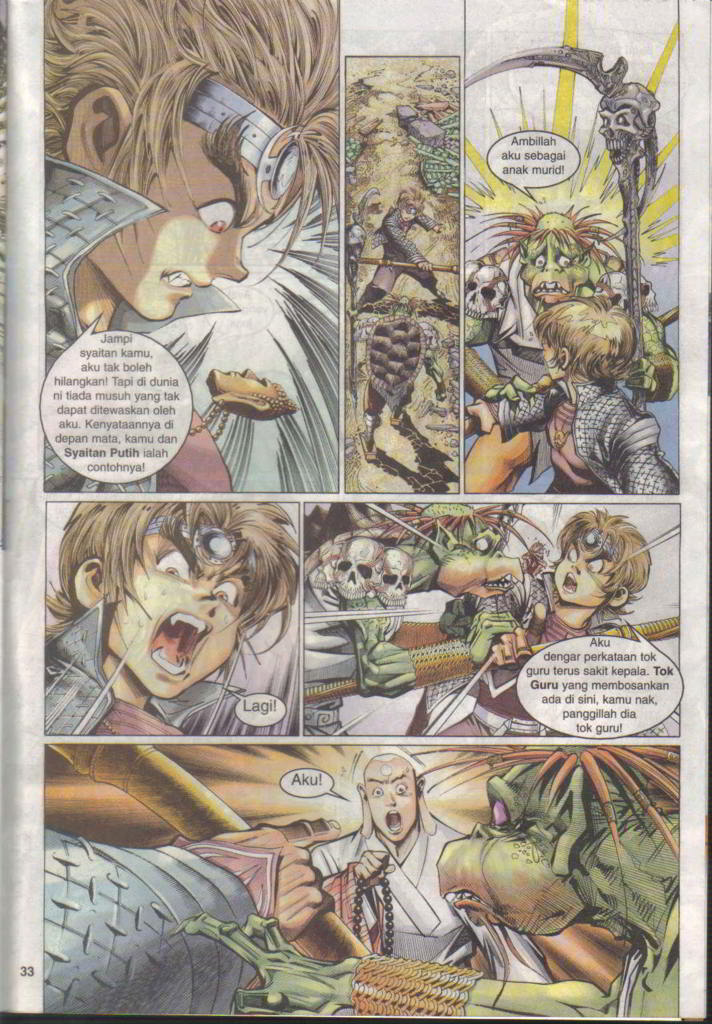 Jampi
syaitan kamu,
aku tak boleh
hilangkan! Tapi di dunia
ni tiada musuh yang tak
dapat ditewaskan oleh
aku. Kenyataannya di
depan mata, kamu dan
Syaitan Putih ialah
contohnya!
Ambillah
aku sebagai
anak murid!
Lagi!
Aku
dengar perkataan tok
guru terus sakit kepala. Tok
Guru yang membosankan
ada di sini, kamu nak,
panggillah dia
tok guru!
Aku!
33